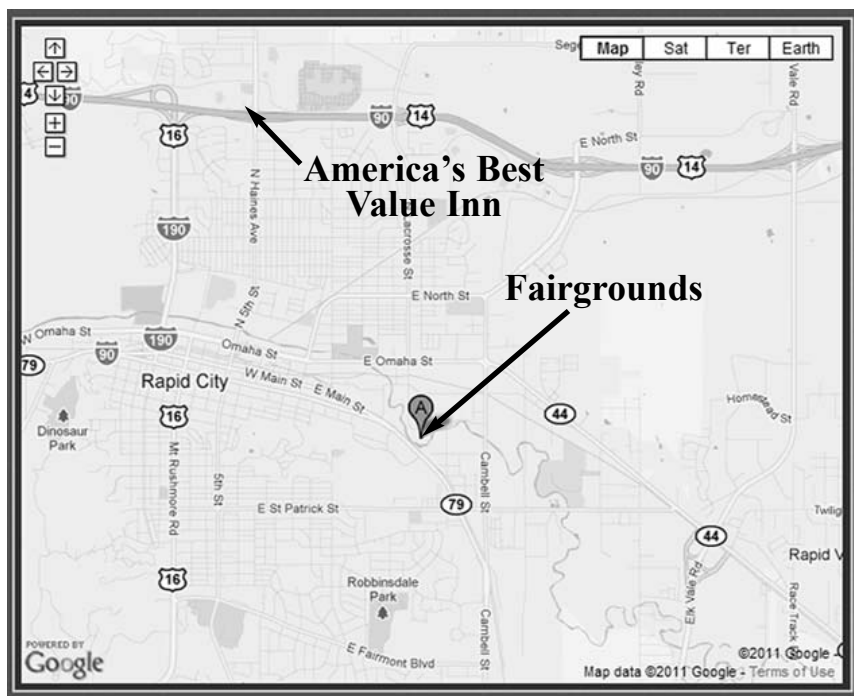 Map
Sat
Ter
Earth
Vale Rd
4
90
16
90
14
E North St
90
14
America's Best
Value Inn
N Haines Ave
Lacrosse St
190
Fairgrounds
E North St
N 5th St
W Omaha St
190
90
Omaha St
E Omaha St
79
W Main St
E Main St
Rapid City
A
44
Homestead St
16
Dinosaur
Park
Mt Rushmore Rd
5th St
Cambell St
79
E St Patrick St
Twilig
44
Rapid V
16
Robbinsdale
Park
Elk Vale Rd
Race Track
Cambell St
E Fairmont Blvd
POWERED BY
Google
©2011 Google -
Map data ©2011 Google - Terms of Use